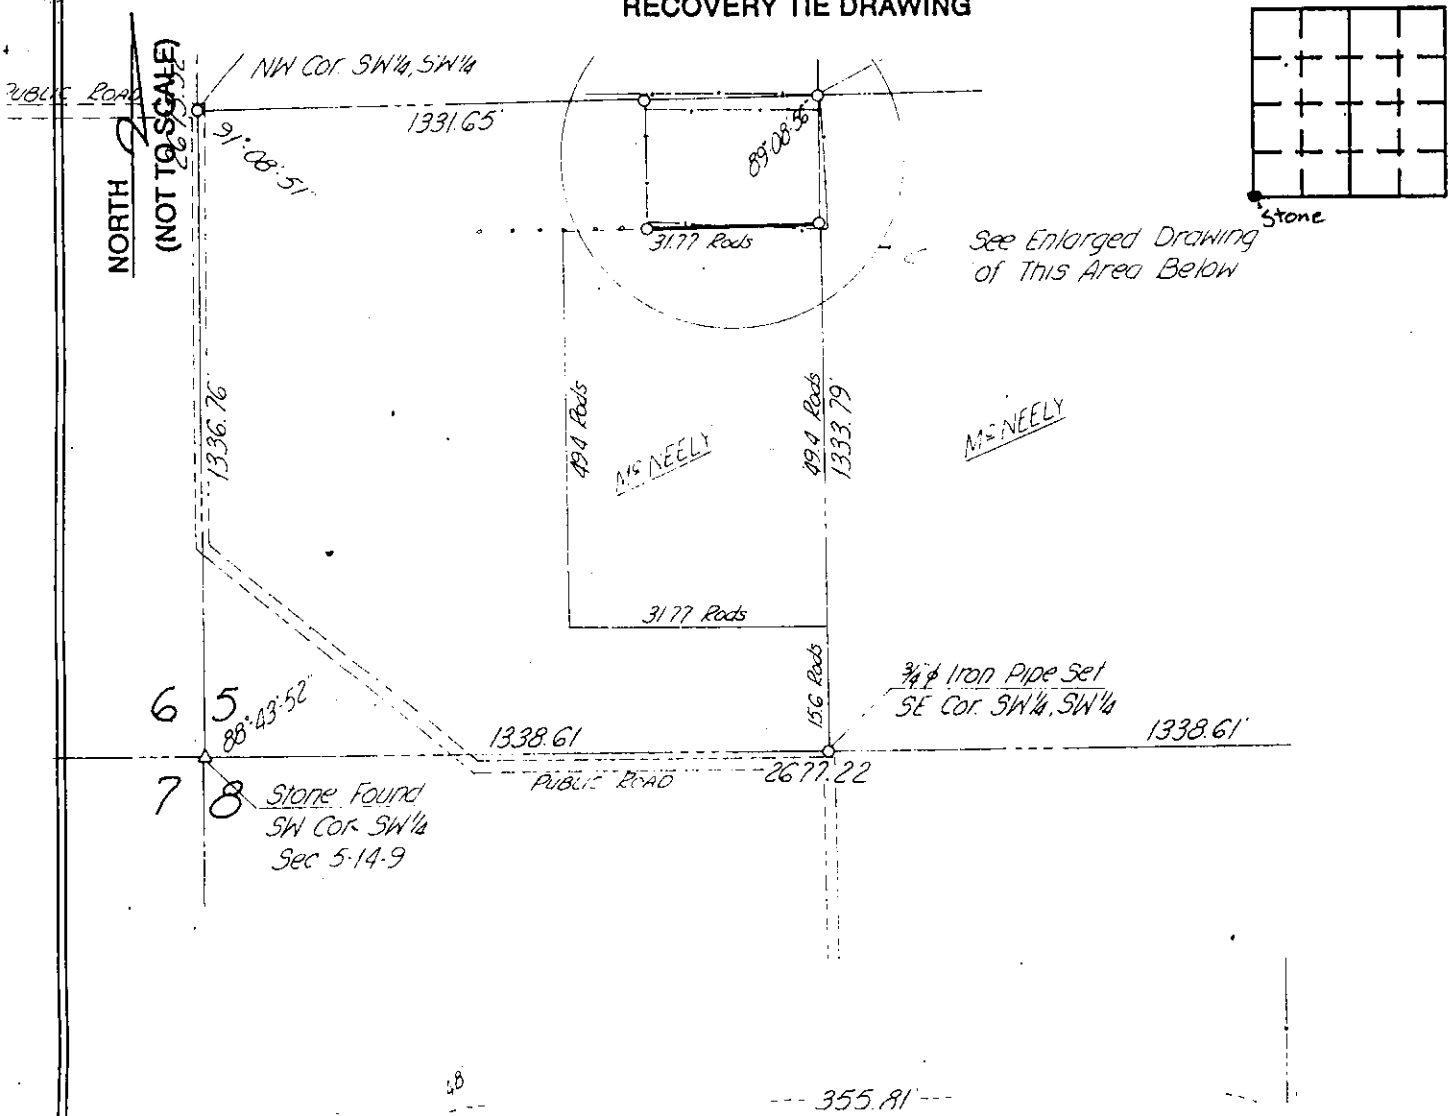 RECOVERY TIE DRAWING
NORTH
(NOT TO SCALE)
PUBLIC ROAD
NW Cor. SW¼, SW¼
1331.65'
91°08'51"
89°08'56"
Stone
31.77 Rods
See Enlarged Drawing
of This Area Below
1336.76
49.4 Rods
McNEELY
49.4 Rods
1333.79'
McNEELY
31.77 Rods
15.6 Rods
¾" φ Iron Pipe Set
SE Cor. SW¼, SW¼
6 5
88°43'52"
1338.61
1338.61'
2677.22
PUBLIC ROAD
7 8
Stone Found
SW Cor. SW¼
Sec 5-14-9
48
355.81'